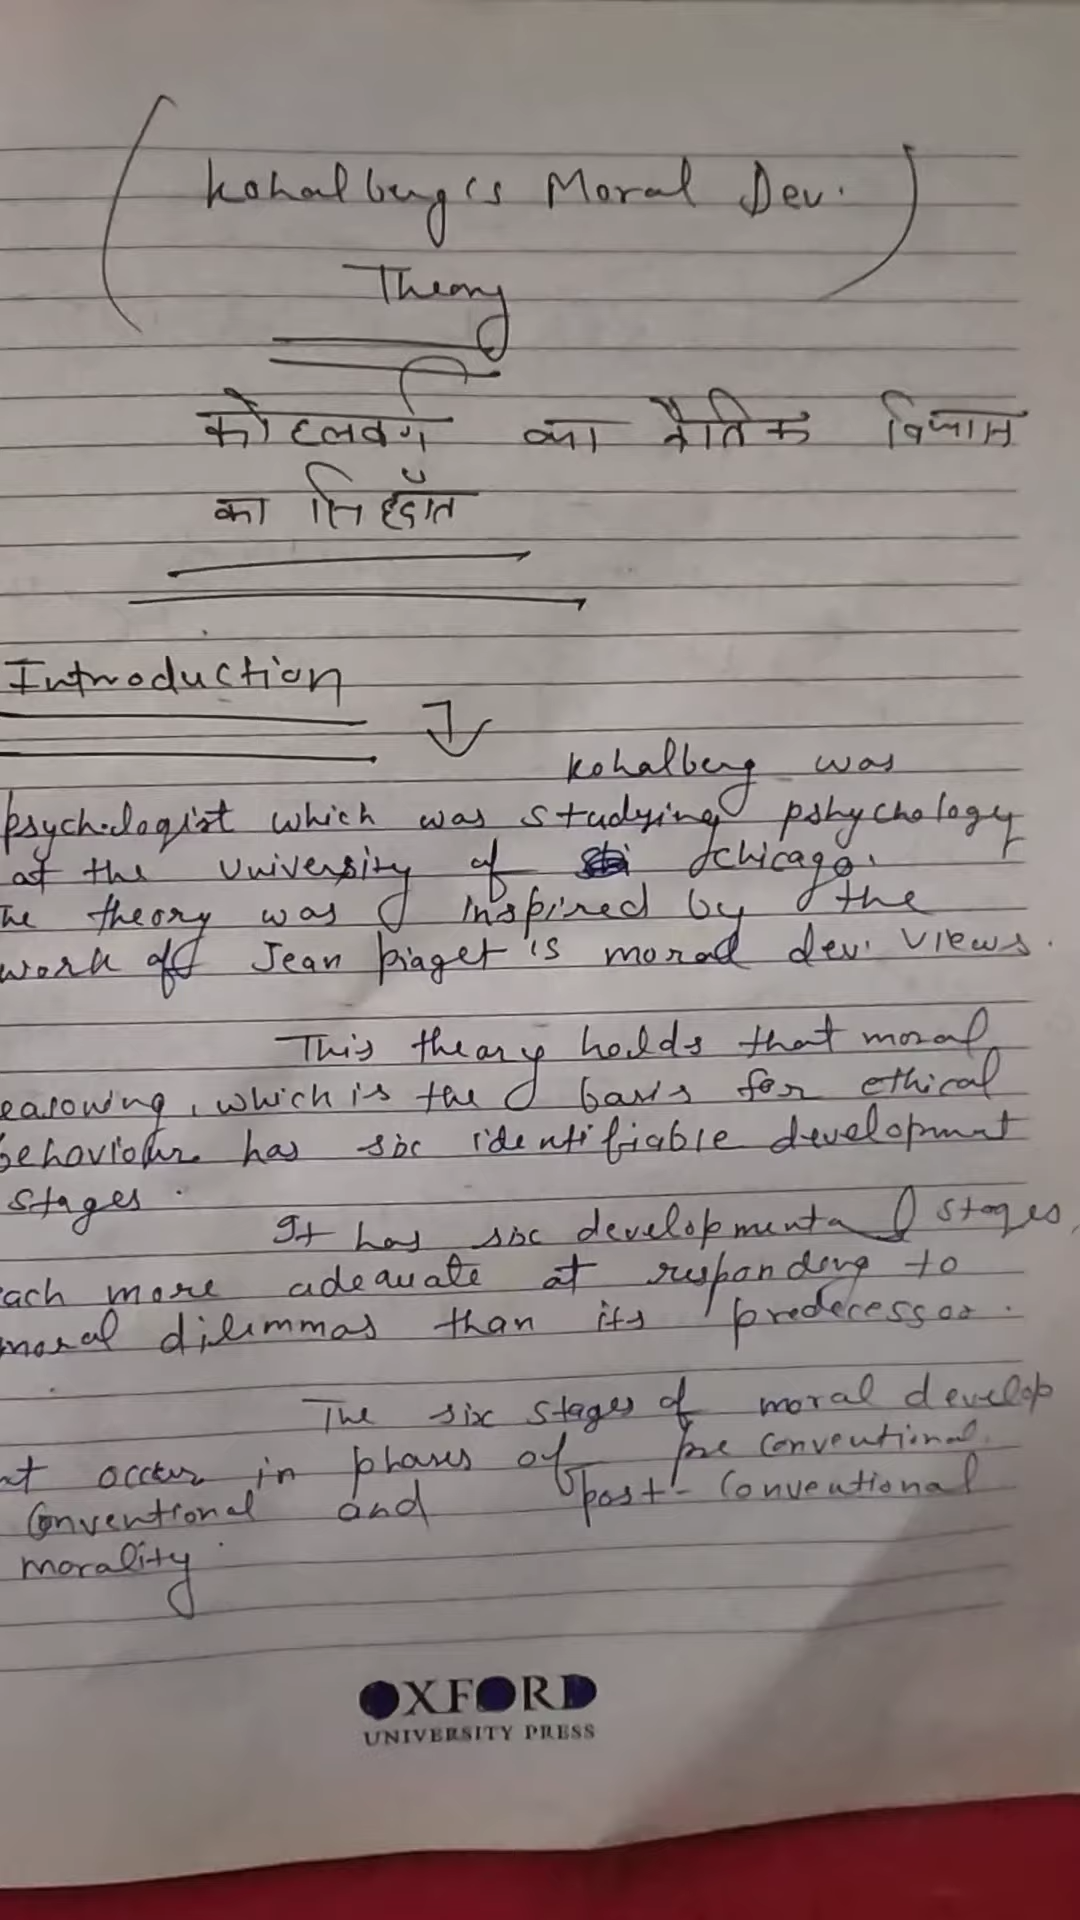 Kohalberg's Moral Dev.
Theory
कोहलबर्ग का नैतिक विकास
का सिद्धांत
Introduction
Kohalberg was
psychologist which was studying pshychology
at the University of Chicago.
The theory was inspired by the
work of Jean piaget's moral dev. views.
This theory holds that moral
easowing, which is the basis for ethical
behaviour has six identifiable developmat
stages.
It has six developmental stages,
each more adequate at responding to
moral dilemmas than its predecessor.
The six stages of moral develop
nt occur in phases of pre conventional
Conventional and post-Conventional
morality.
OXFORD
UNIVERSITY PRESS